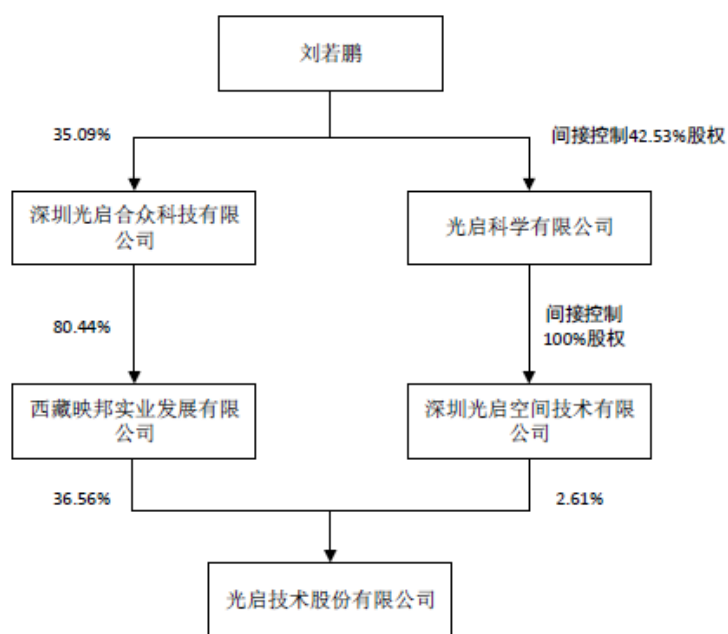 刘若鹏
35.09%
间接控制42.53%股权
深圳光启合众科技有限
公司
光启科学有限公司
80.44%
间接控制
100%股权
西藏映邦实业发展有限
公司
深圳光启空间技术有限
公司
36.56%
2.61%
光启技术股份有限公司